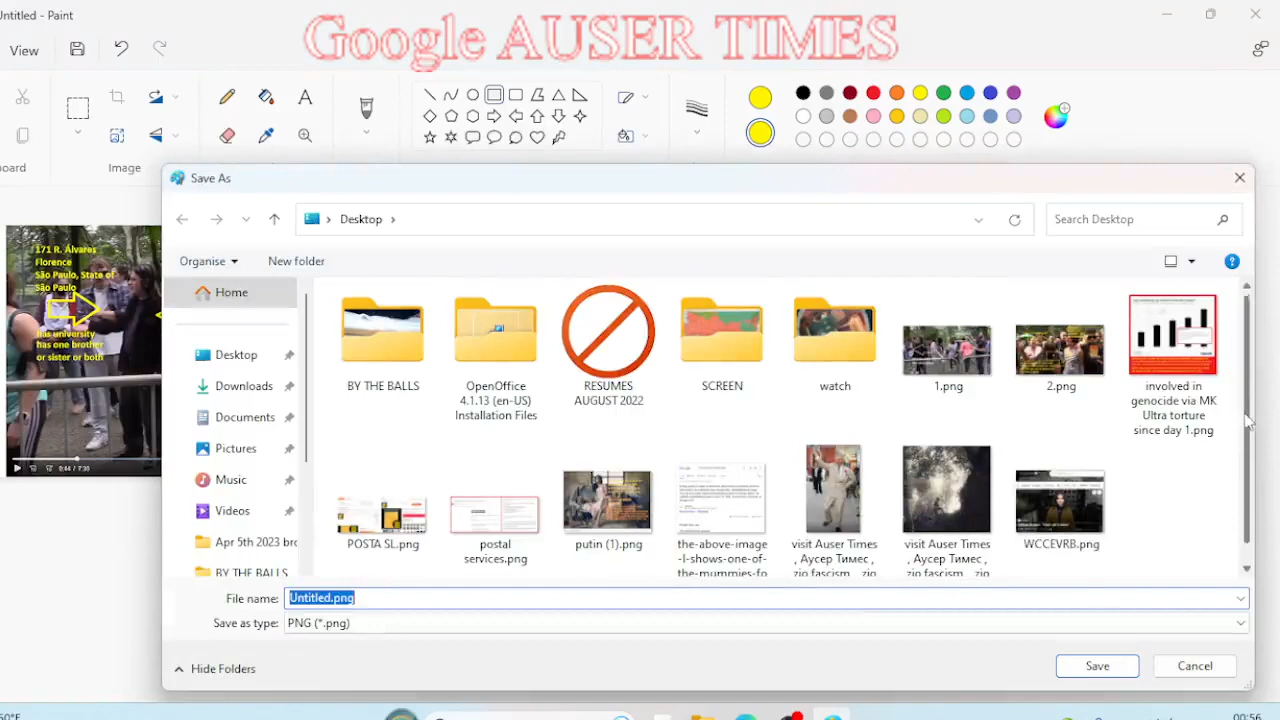 Untitled - Paint
Google AUSER TIMES
View
Image
Save As
Desktop
Search Desktop
Organise
New folder
Home
Desktop
Downloads
Documents
Pictures
Music
Videos
Apr 5th 2023 bro
BY THE BALLS
BY THE BALLS
OpenOffice
4.1.13 (en-US)
Installation Files
RESUMES
AUGUST 2022
SCREEN
watch
1.png
2.png
involved in
genocide via MK
Ultra torture
since day 1.png
POSTA SL.png
postal
services.png
putin (1).png
the-above-image
-I-shows-one-of-
the-mummies-fo
visit Auser Times
, Аусер Тимес ,
zio fascism , zio
visit Auser Times
, Аусер Тимес ,
zio fascism , zio
WCCEVRB.png
File name:
Untitled.png
Save as type:
PNG (*.png)
Hide Folders
Save
Cancel
171 R. Álvares
Florence
São Paulo, State of
São Paulo
has university
has one brother
or sister or both
0:44 / 7:30
00:56